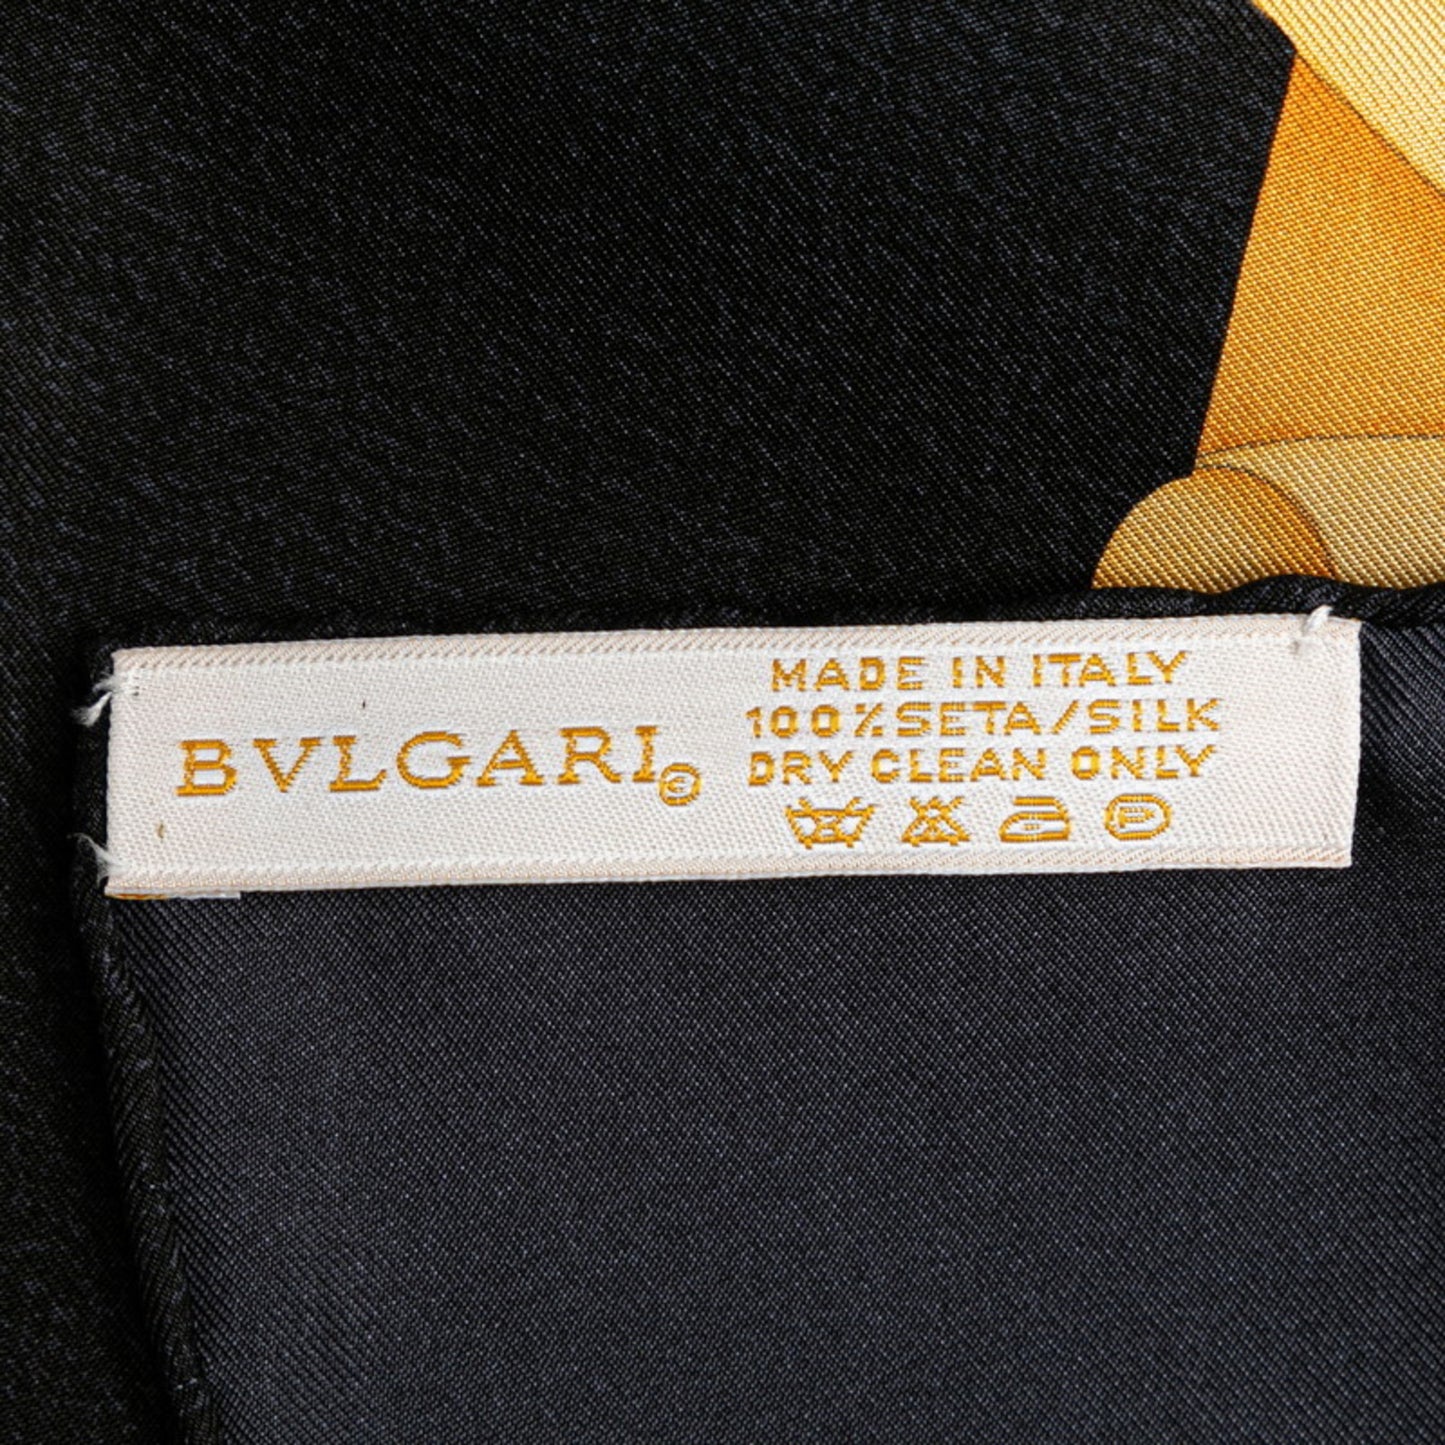 BVLGARI
MADE IN ITALY
100%SETA/SILK
DRY CLEAN ONLY
P